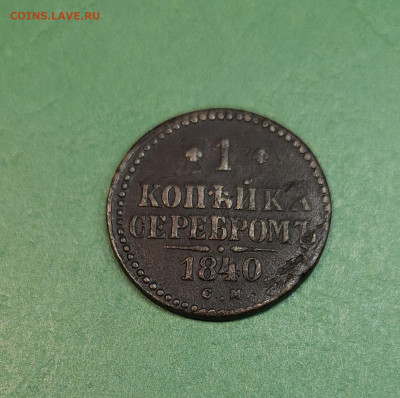 COINS.LAVE.RU
1
КОПѢЙКА
СЕРЕБРОМЪ
1840
С.М.